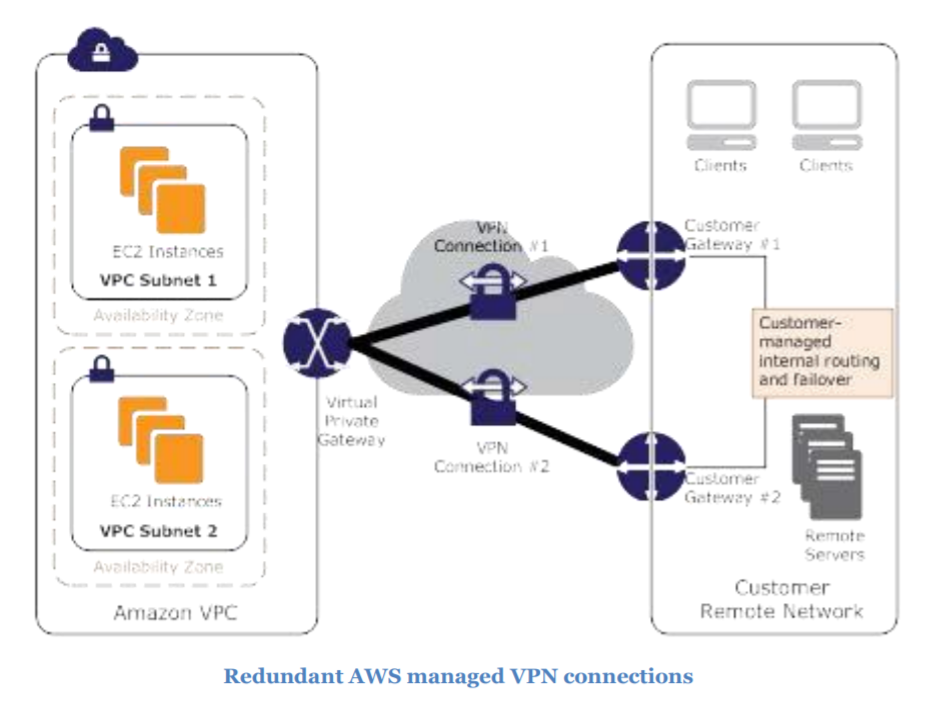 Clients
Clients
EC2 Instances
VPC Subnet 1
Availability Zone
VPN
Connection #1
Customer
Gateway #1
Customer-
managed
internal routing
and failover
Virtual
Private
Gateway
VPN
Connection #2
Customer
Gateway #2
EC2 Instances
VPC Subnet 2
Availability Zone
Remote
Servers
Amazon VPC
Customer
Remote Network
Redundant AWS managed VPN connections